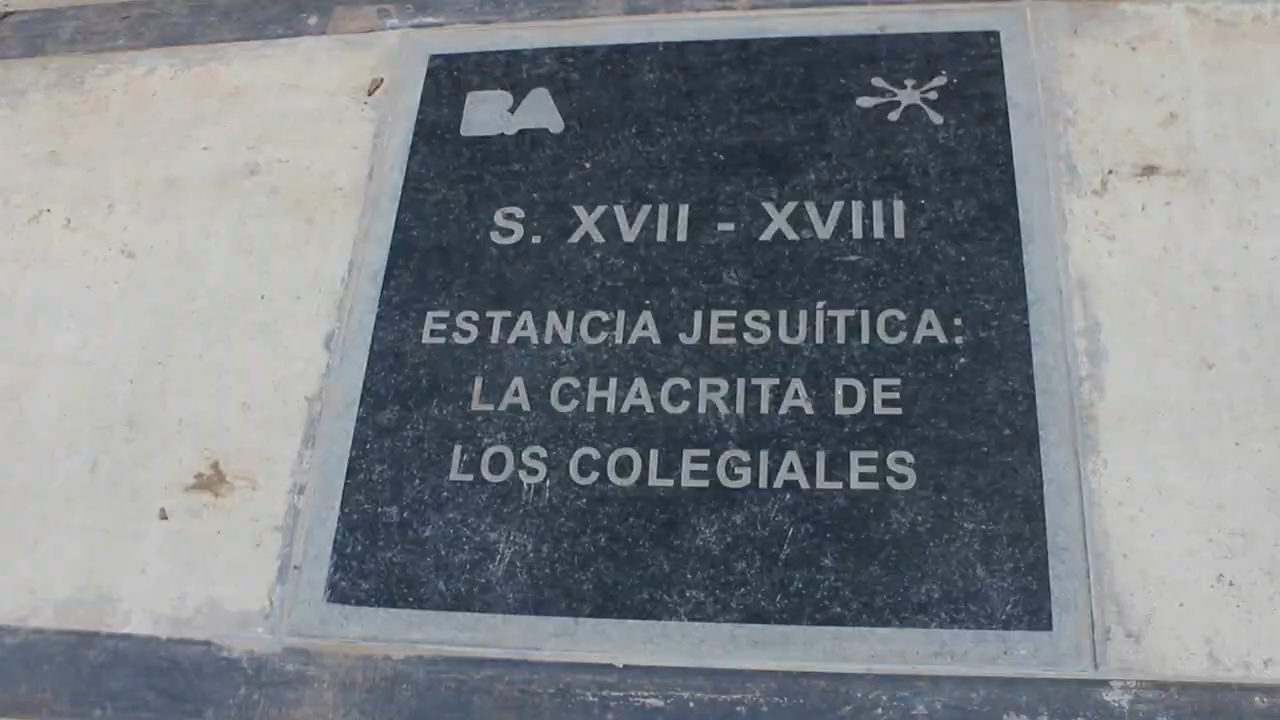 BA
S. XVII - XVIII
ESTANCIA JESUÍTICA:
LA CHACRITA DE
LOS COLEGIALES